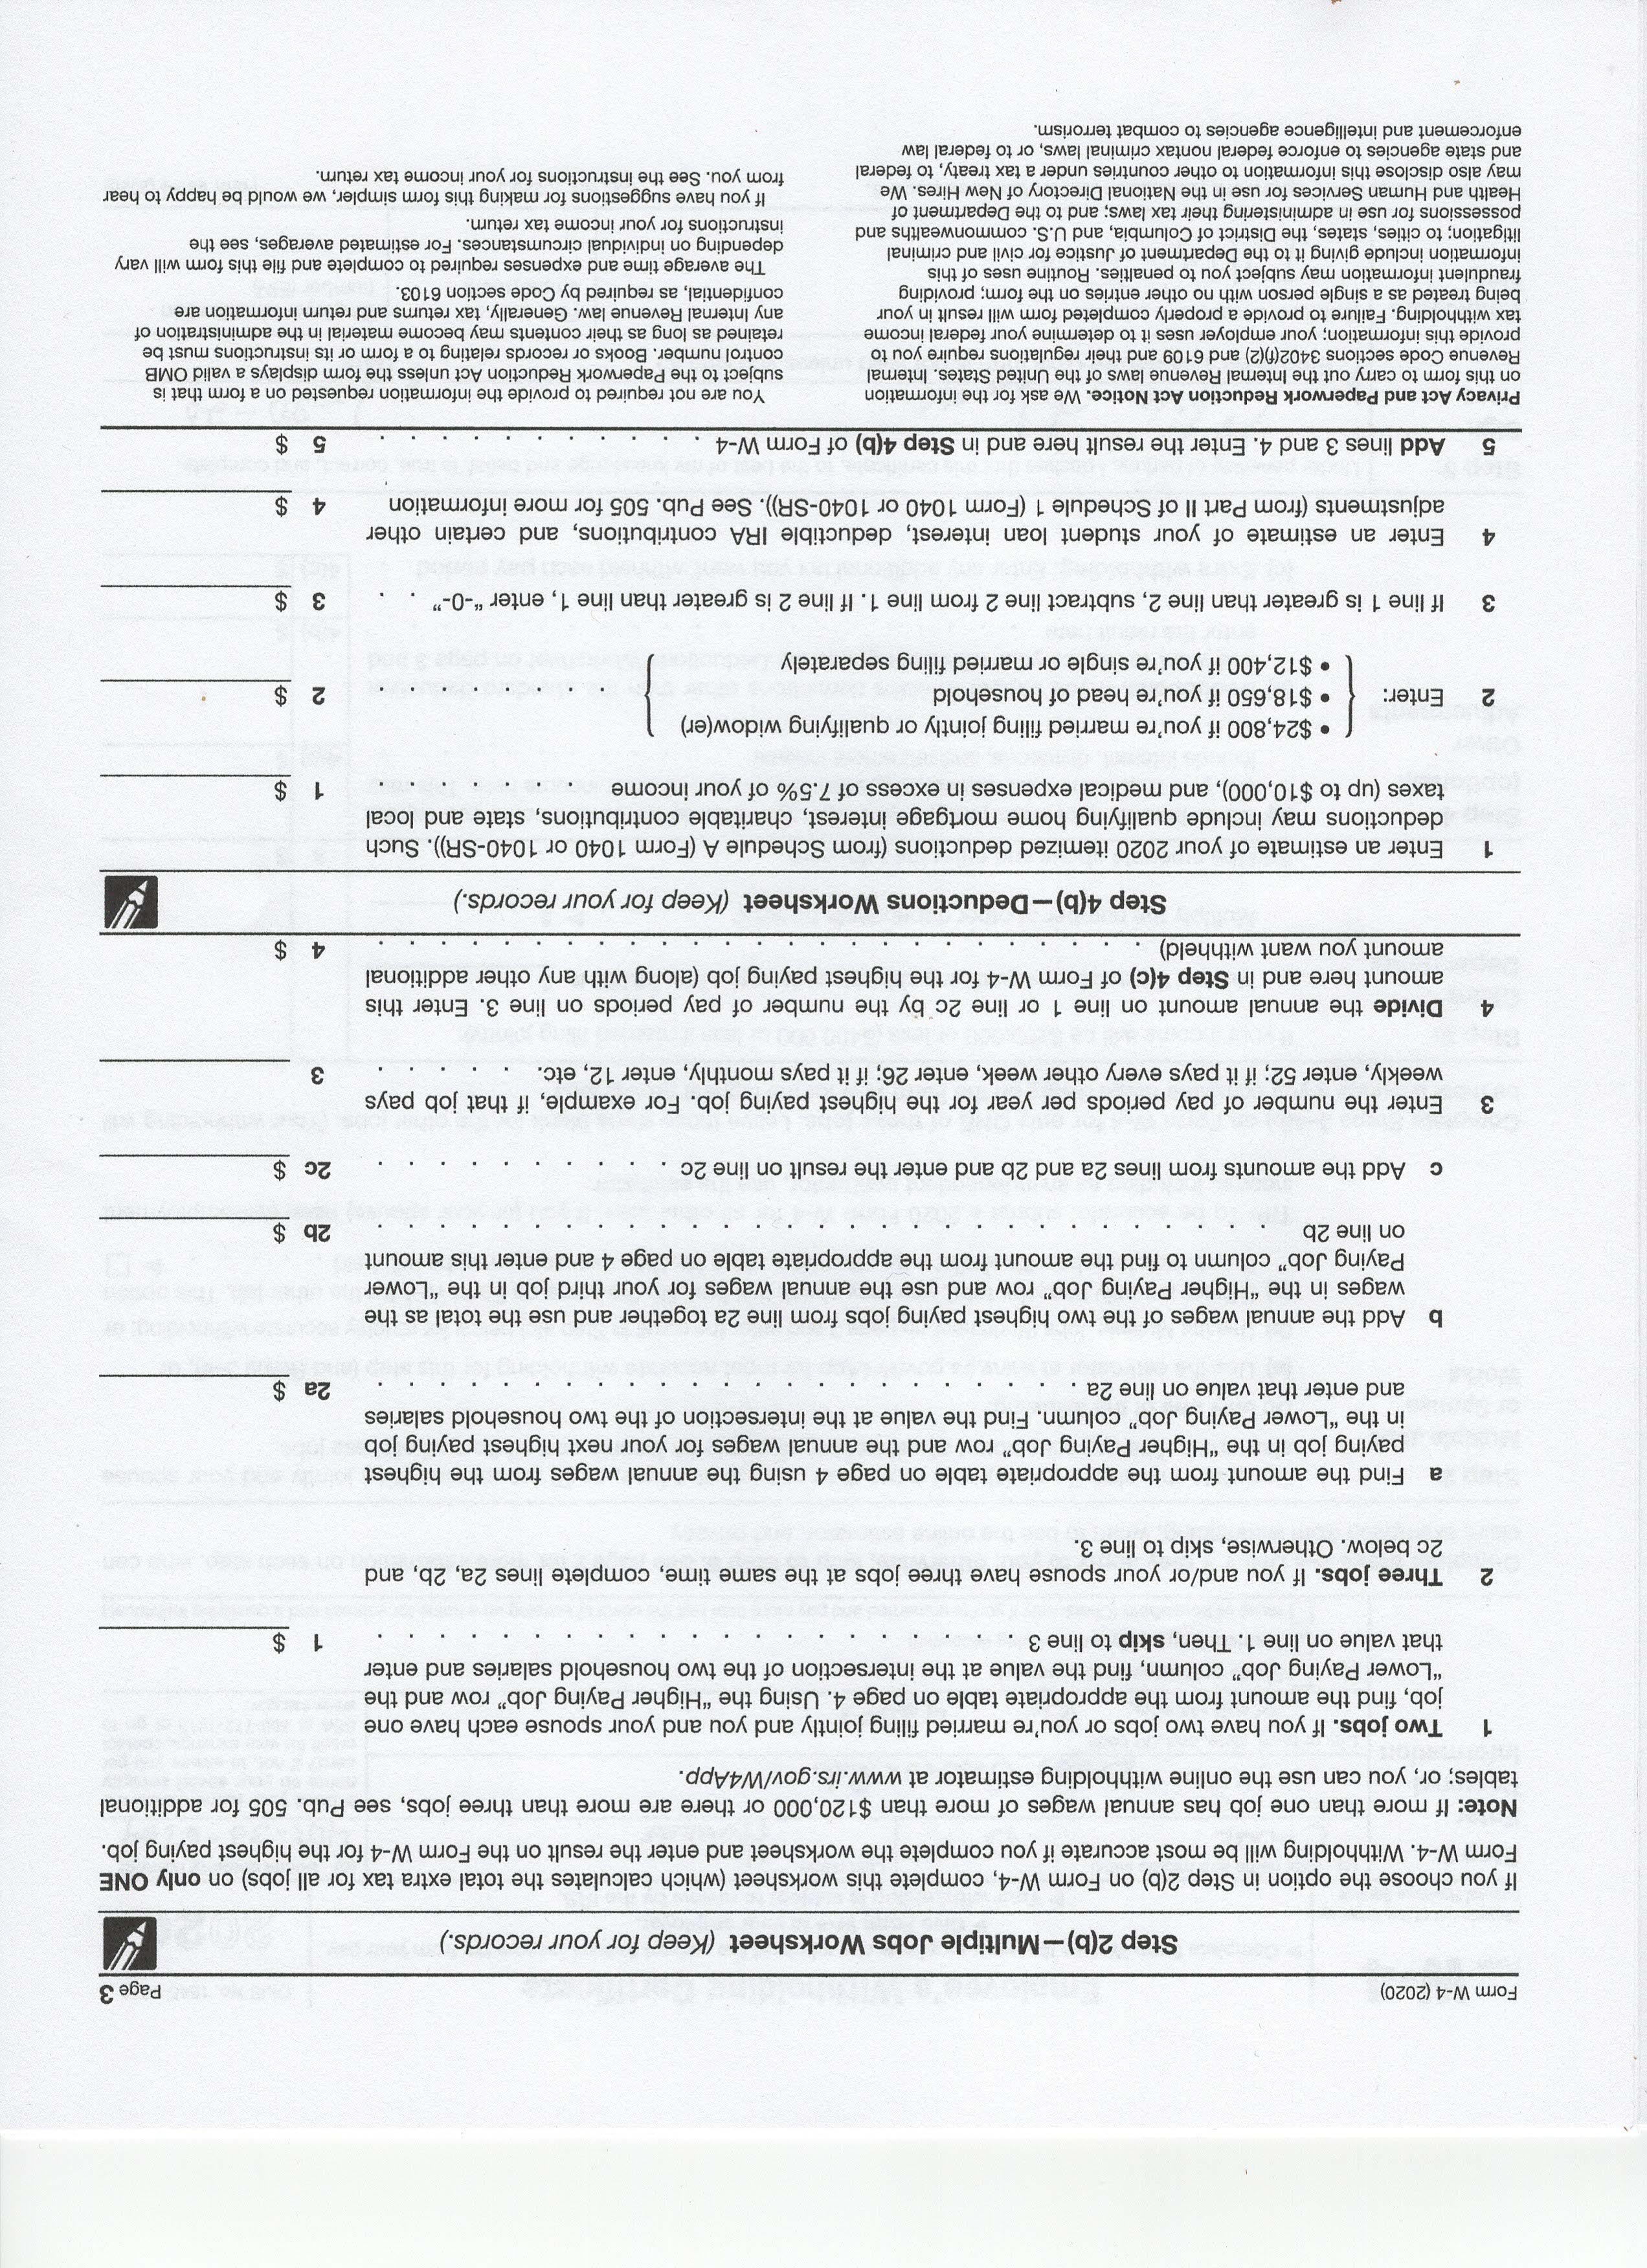 Form W-4 (2020)
Page 3
Step 2(b)—Multiple Jobs Worksheet (Keep for your records.)
If you choose the option in Step 2(b) on Form W-4, complete this worksheet (which calculates the total extra tax for all jobs) on only ONE
Form W-4. Withholding will be most accurate if you complete the worksheet and enter the result on the Form W-4 for the highest paying job.
Note: If more than one job has annual wages of more than $120,000 or there are more than three jobs, see Pub. 505 for additional
tables; or, you can use the online withholding estimator at www.irs.gov/W4App.
1 Two jobs. If you have two jobs or you’re married filing jointly and you and your spouse each have one
job, find the amount from the appropriate table on page 4. Using the “Higher Paying Job” row and the
“Lower Paying Job” column, find the value at the intersection of the two household salaries and enter
that value on line 1. Then, skip to line 3 . . . . . . . . . . . . . . . . . . . . . 1 $
2 Three jobs. If you and/or your spouse have three jobs at the same time, complete lines 2a, 2b, and
2c below. Otherwise, skip to line 3.
a Find the amount from the appropriate table on page 4 using the annual wages from the highest
paying job in the “Higher Paying Job” row and the annual wages for your next highest paying job
in the “Lower Paying Job” column. Find the value at the intersection of the two household salaries
and enter that value on line 2a . . . . . . . . . . . . . . . . . . . . . . . 2a $
b Add the annual wages of the two highest paying jobs from line 2a together and use the total as the
wages in the “Higher Paying Job” row and use the annual wages for your third job in the “Lower
Paying Job” column to find the amount from the appropriate table on page 4 and enter this amount
on line 2b . . . . . . . . . . . . . . . . . . . . . . . . . . . . . . 2b $
c Add the amounts from lines 2a and 2b and enter the result on line 2c . . . . . . . . . . 2c $
3 Enter the number of pay periods per year for the highest paying job. For example, if that job pays
weekly, enter 52; if it pays every other week, enter 26; if it pays monthly, enter 12, etc. . . . . . 3
4 Divide the annual amount on line 1 or line 2c by the number of pay periods on line 3. Enter this
amount here and in Step 4(c) of Form W-4 for the highest paying job (along with any other additional
amount you want withheld) . . . . . . . . . . . . . . . . . . . . . . . . . 4 $
Step 4(b)—Deductions Worksheet (Keep for your records.)
1 Enter an estimate of your 2020 itemized deductions (from Schedule A (Form 1040 or 1040-SR)). Such
deductions may include qualifying home mortgage interest, charitable contributions, state and local
taxes (up to $10,000), and medical expenses in excess of 7.5% of your income . . . . . . . 1 $
• $24,800 if you’re married filing jointly or qualifying widow(er)
2 Enter: • $18,650 if you’re head of household . . . . . . . . 2 $
• $12,400 if you’re single or married filing separately
3 If line 1 is greater than line 2, subtract line 2 from line 1. If line 2 is greater than line 1, enter “-0-” . . 3 $
4 Enter an estimate of your student loan interest, deductible IRA contributions, and certain other
adjustments (from Part II of Schedule 1 (Form 1040 or 1040-SR)). See Pub. 505 for more information 4 $
5 Add lines 3 and 4. Enter the result here and in Step 4(b) of Form W-4 . . . . . . . . . . . 5 $
Privacy Act and Paperwork Reduction Act Notice. We ask for the information
on this form to carry out the Internal Revenue laws of the United States. Internal
Revenue Code sections 3402(f)(2) and 6109 and their regulations require you to
provide this information; your employer uses it to determine your federal income
tax withholding. Failure to provide a properly completed form will result in your
being treated as a single person with no other entries on the form; providing
fraudulent information may subject you to penalties. Routine uses of this
information include giving it to the Department of Justice for civil and criminal
litigation; to cities, states, the District of Columbia, and U.S. commonwealths and
possessions for use in administering their tax laws; and to the Department of
Health and Human Services for use in the National Directory of New Hires. We
may also disclose this information to other countries under a tax treaty, to federal
and state agencies to enforce federal nontax criminal laws, or to federal law
enforcement and intelligence agencies to combat terrorism.
You are not required to provide the information requested on a form that is
subject to the Paperwork Reduction Act unless the form displays a valid OMB
control number. Books or records relating to a form or its instructions must be
retained as long as their contents may become material in the administration of
any Internal Revenue law. Generally, tax returns and return information are
confidential, as required by Code section 6103.
The average time and expenses required to complete and file this form will vary
depending on individual circumstances. For estimated averages, see the
instructions for your income tax return.
If you have suggestions for making this form simpler, we would be happy to hear
from you. See the instructions for your income tax return.